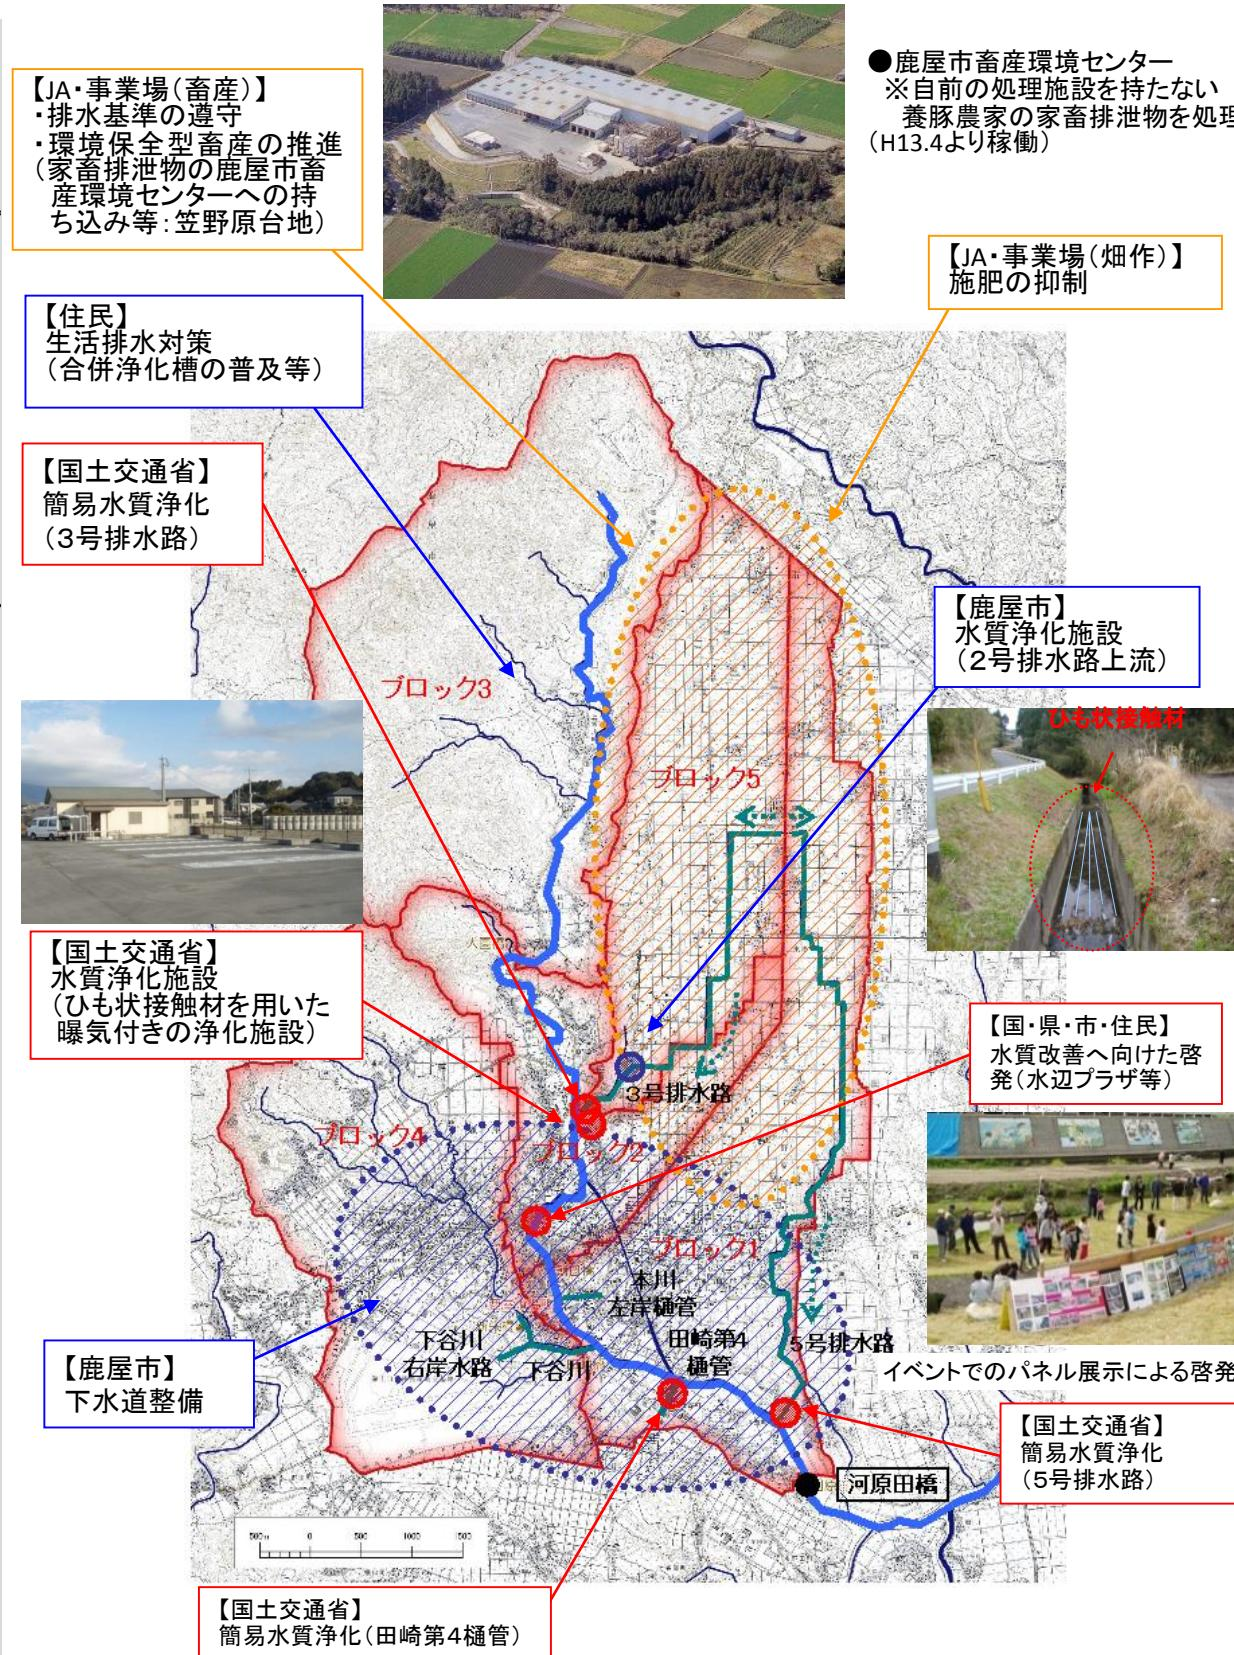 【JA・事業場(畜産)】
・排水基準の遵守
・環境保全型畜産の推進
(家畜排泄物の鹿屋市畜
産環境センターへの持
ち込み等:笠野原台地)
●鹿屋市畜産環境センター
※自前の処理施設を持たない
養豚農家の家畜排泄物を処理
(H13.4より稼働)
【JA・事業場(畑作)】
施肥の抑制
【住民】
生活排水対策
(合併浄化槽の普及等)
【国土交通省】
簡易水質浄化
(3号排水路)
【鹿屋市】
水質浄化施設
(2号排水路上流)
ブロック3
ひも状接触材
ブロック5
【国土交通省】
水質浄化施設
(ひも状接触材を用いた
曝気付きの浄化施設)
【国・県・市・住民】
水質改善へ向けた啓
発(水辺プラザ等)
3号排水路
ブロック4
ブロック2
ブロック1
本川
左岸樋管
下谷川
右岸水路
下谷川
田崎第4
樋管
5号排水路
イベントでのパネル展示による啓発
【鹿屋市】
下水道整備
【国土交通省】
簡易水質浄化
(5号排水路)
河原田橋
500m 0 500 1000 1500
【国土交通省】
簡易水質浄化(田崎第4樋管)